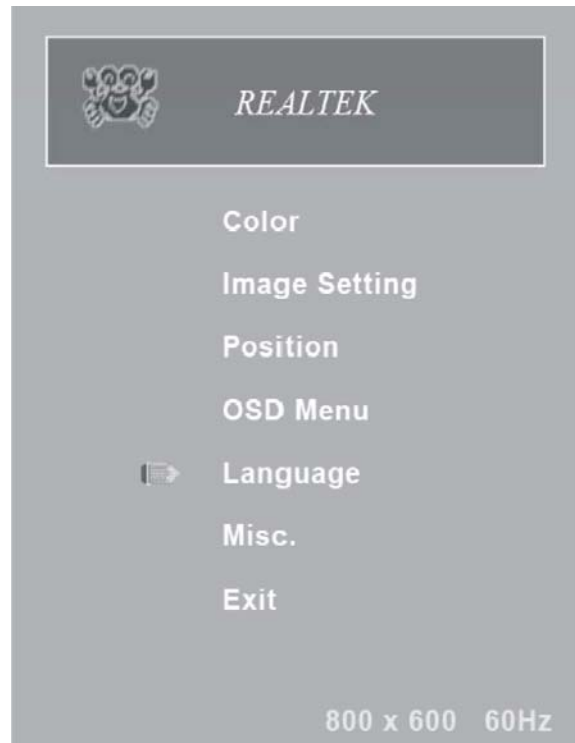 REALTEK
Color
Image Setting
Position
OSD Menu
Language
Misc.
Exit
800 x 600 60Hz